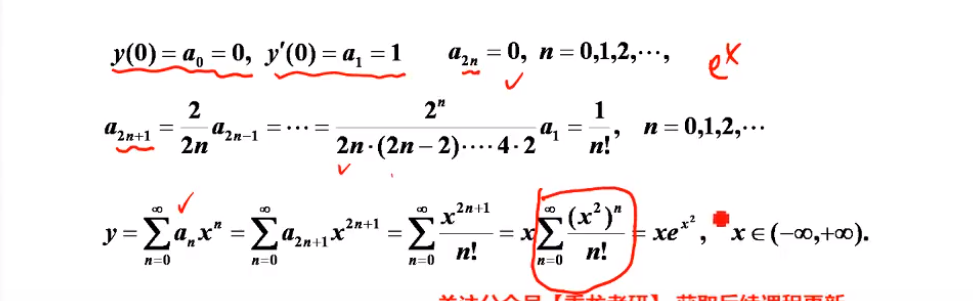 y(0) = a₀ = 0, y′(0) = a₁ = 1 a₂ₙ = 0, n = 0,1,2,⋯, eˣ
a₂ₙ₊₁ = 2/2n a₂ₙ₋₁ = ⋯ = 2ⁿ/(2n·(2n−2)⋯·4·2) a₁ = 1/n!, n = 0,1,2,⋯
y = ∑_{n=0}^{∞} aₙxⁿ = ∑_{n=0}^{∞} a₂ₙ₊₁x²ⁿ⁺¹ = ∑_{n=0}^{∞} x²ⁿ⁺¹/n! = x∑_{n=0}^{∞} (x²)ⁿ/n! = xe^{x²}, x∈(−∞,+∞).